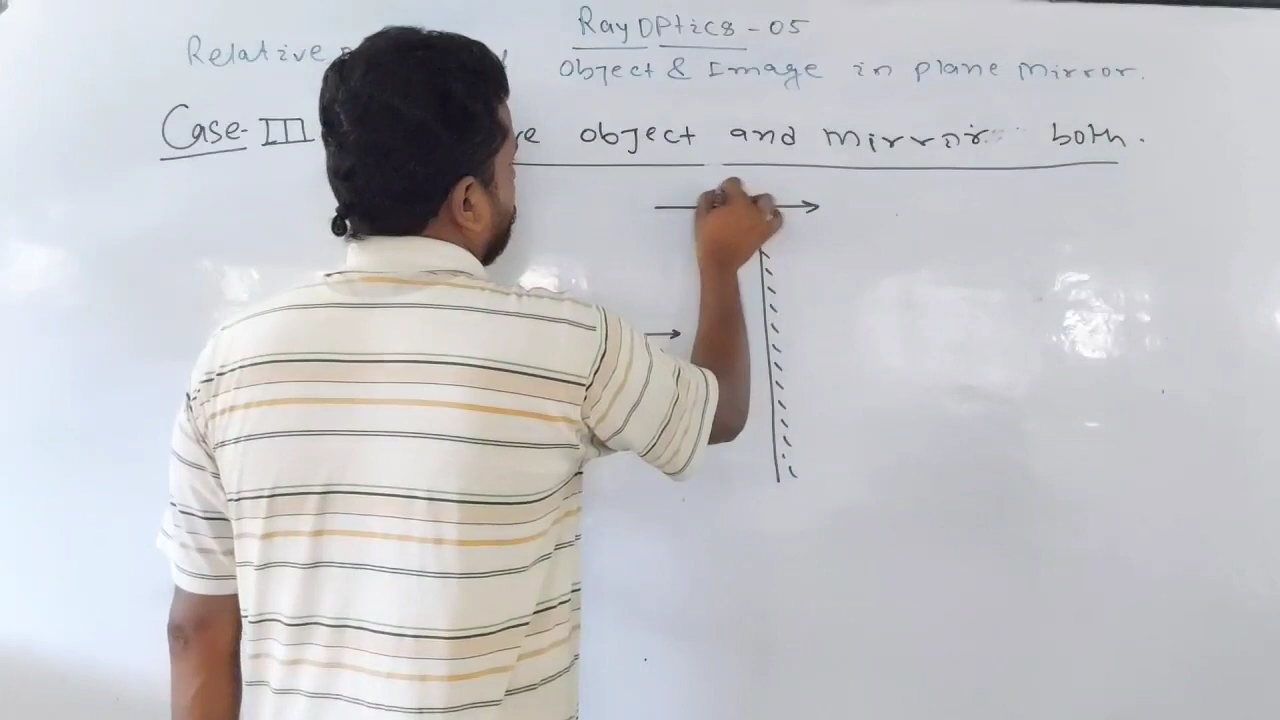 Ray Optics - 05
Relative object & Image in plane Mirror.
Case-III object and Mirror both.